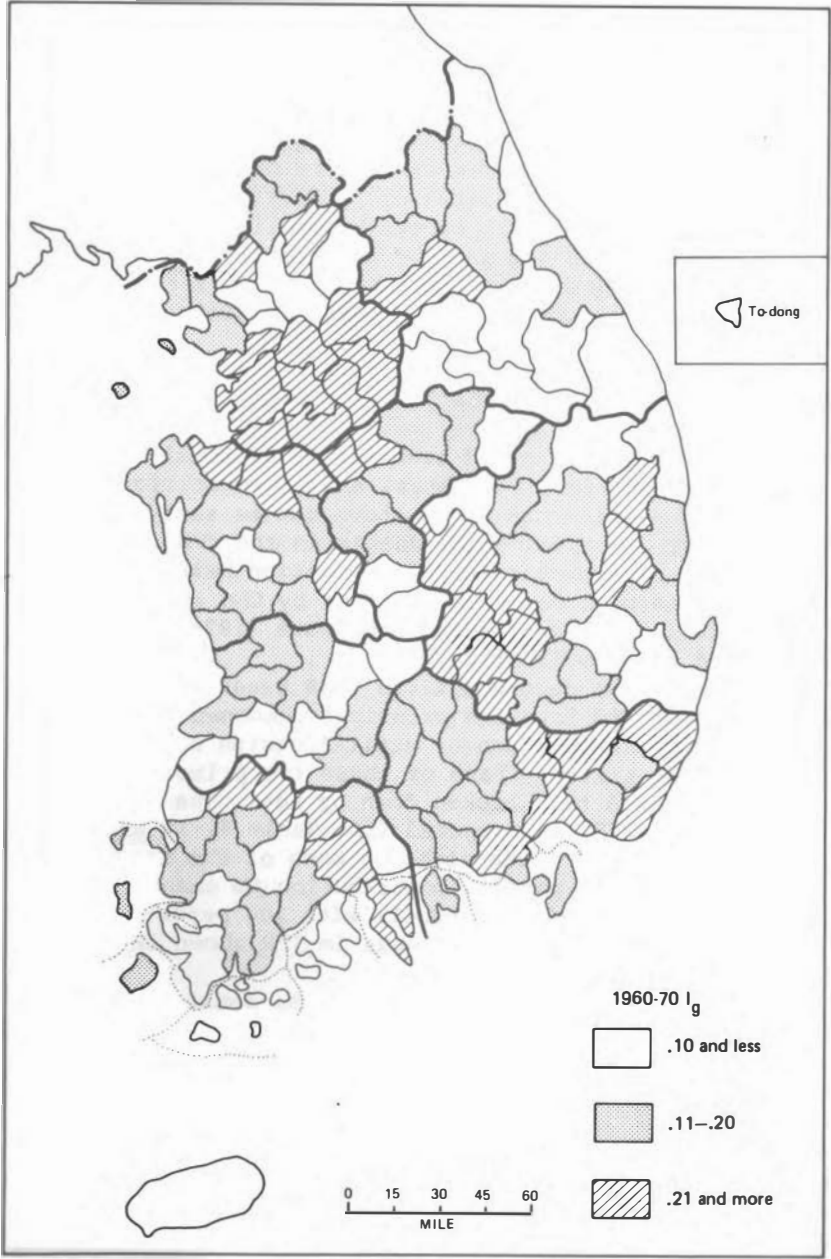 To-dong
1960-70 Ig
.10 and less
.11–.20
.21 and more
0 15 30 45 60
MILE